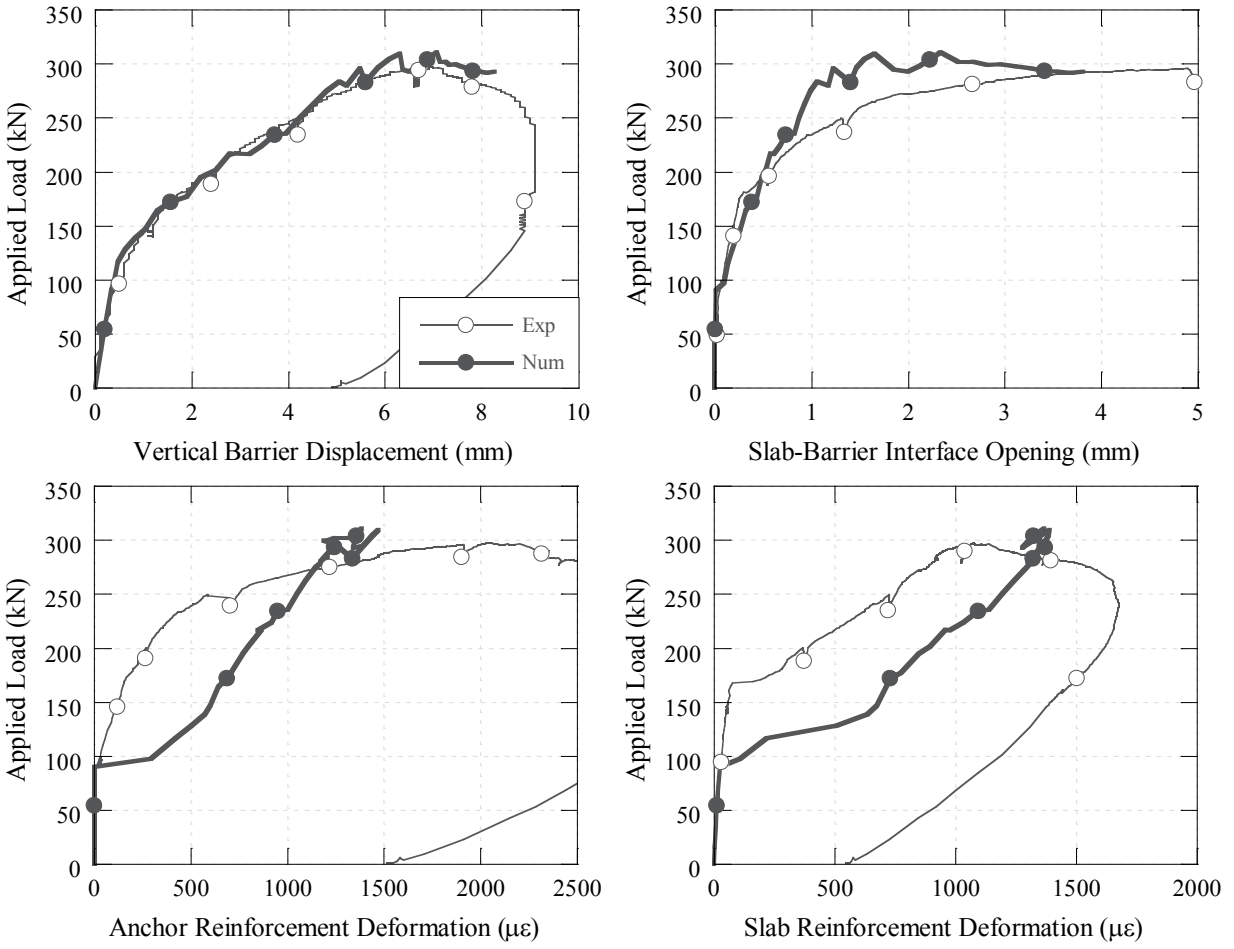 350
300
250
200
150
100
50
0
Applied Load (kN)
0 2 4 6 8 10
Vertical Barrier Displacement (mm)
Exp
Num
350
300
250
200
150
100
50
0
Applied Load (kN)
0 1 2 3 4 5
Slab-Barrier Interface Opening (mm)
350
300
250
200
150
100
50
0
Applied Load (kN)
0 500 1000 1500 2000 2500
Anchor Reinforcement Deformation (με)
350
300
250
200
150
100
50
0
Applied Load (kN)
0 500 1000 1500 2000
Slab Reinforcement Deformation (με)